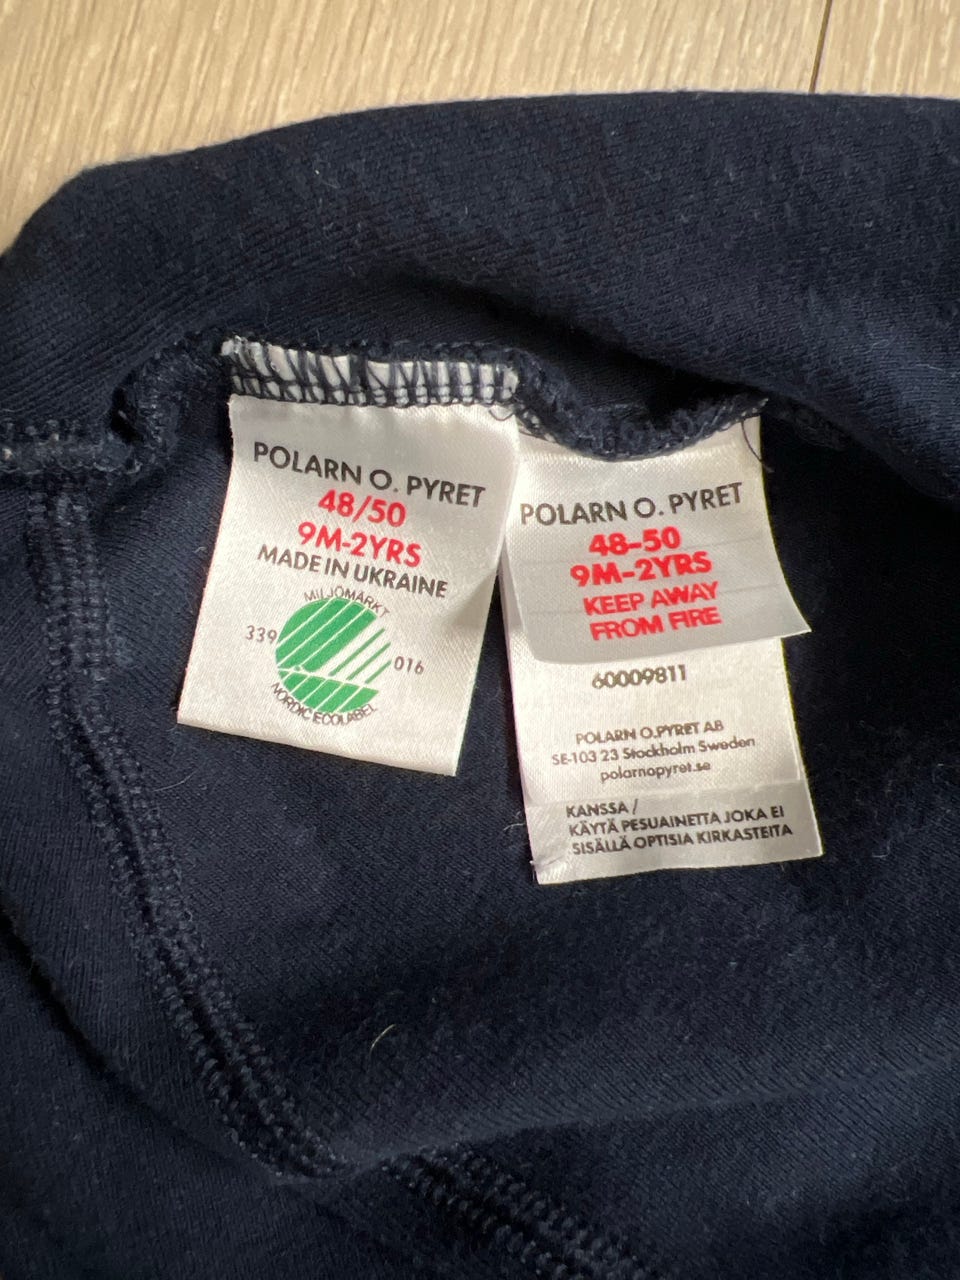 POLARN O. PYRET
48/50
9M-2YRS
MADE IN UKRAINE
MILJÖMÄRKT
339
016
NORDIC ECOLABEL
POLARN O. PYRET
48-50
9M-2YRS
KEEP AWAY
FROM FIRE
60009811
POLARN O.PYRET AB
SE-103 23 Stockholm Sweden
polarnopyret.se
KANSSA /
KÄYTÄ PESUAINETTA JOKA EI
SISÄLLÄ OPTISIA KIRKASTEITA